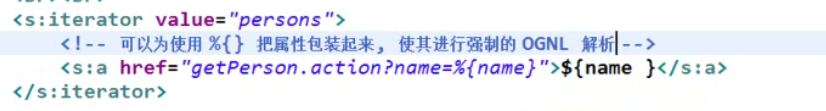 <s:iterator value="persons">
<!-- 可以为使用 %{} 把属性包装起来, 使其进行强制的 OGNL 解析-->
<s:a href="getPerson.action?name=%{name}">${name }</s:a>
</s:iterator>